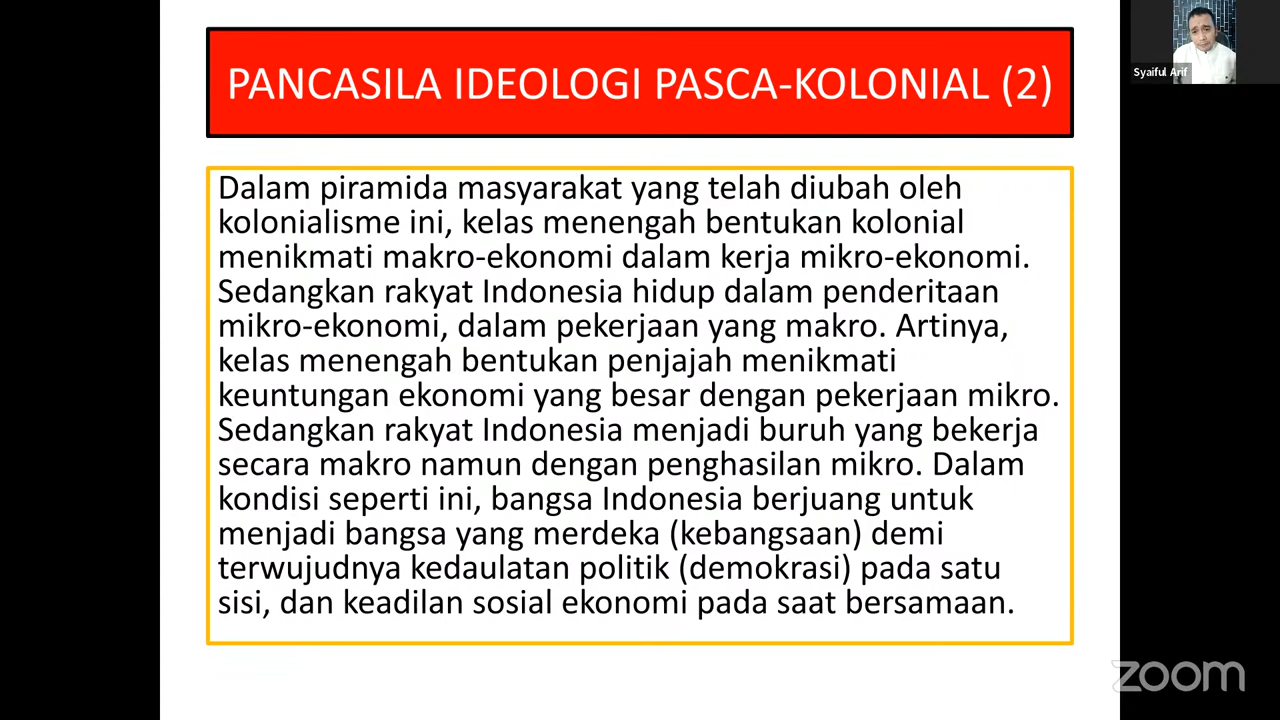 PANCASILA IDEOLOGI PASCA-KOLONIAL (2)
Dalam piramida masyarakat yang telah diubah oleh
kolonialisme ini, kelas menengah bentukan kolonial
menikmati makro-ekonomi dalam kerja mikro-ekonomi.
Sedangkan rakyat Indonesia hidup dalam penderitaan
mikro-ekonomi, dalam pekerjaan yang makro. Artinya,
kelas menengah bentukan penjajah menikmati
keuntungan ekonomi yang besar dengan pekerjaan mikro.
Sedangkan rakyat Indonesia menjadi buruh yang bekerja
secara makro namun dengan penghasilan mikro. Dalam
kondisi seperti ini, bangsa Indonesia berjuang untuk
menjadi bangsa yang merdeka (kebangsaan) demi
terwujudnya kedaulatan politik (demokrasi) pada satu
sisi, dan keadilan sosial ekonomi pada saat bersamaan.
Syaiful Arif
zoom